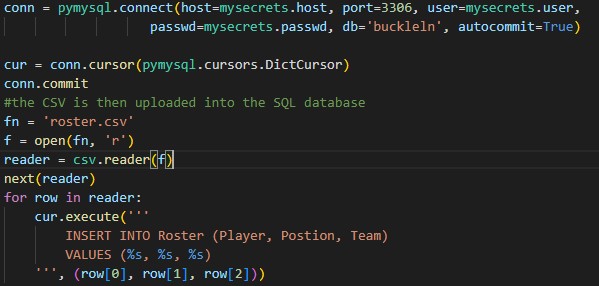 conn = pymysql.connect(host=mysecrets.host, port=3306, user=mysecrets.user,
passwd=mysecrets.passwd, db='buckleln', autocommit=True)
cur = conn.cursor(pymysql.cursors.DictCursor)
conn.commit
#the CSV is then uploaded into the SQL database
fn = 'roster.csv'
f = open(fn, 'r')
reader = csv.reader(f)
next(reader)
for row in reader:
cur.execute('''
INSERT INTO Roster (Player, Postion, Team)
VALUES (%s, %s, %s)
''', (row[0], row[1], row[2]))